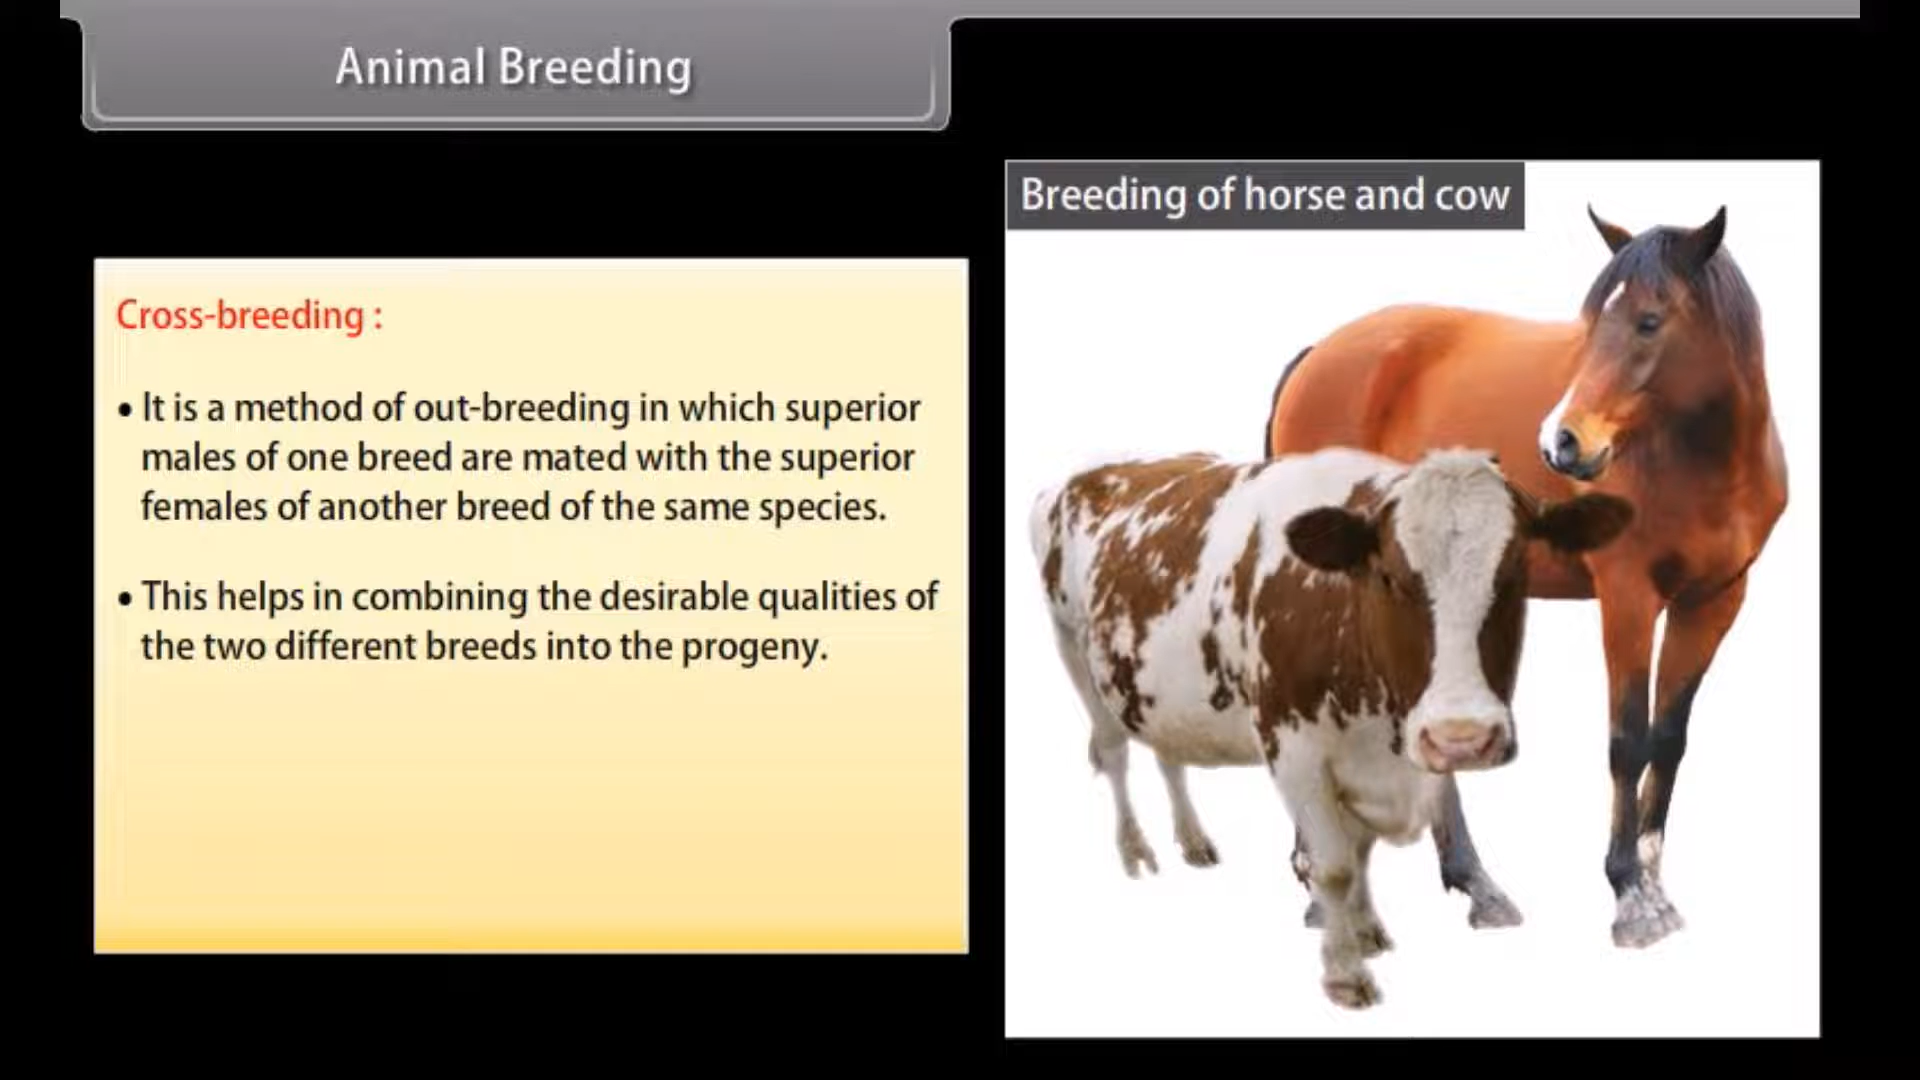 Animal Breeding
Breeding of horse and cow
Cross-breeding :
• It is a method of out-breeding in which superior
males of one breed are mated with the superior
females of another breed of the same species.
• This helps in combining the desirable qualities of
the two different breeds into the progeny.